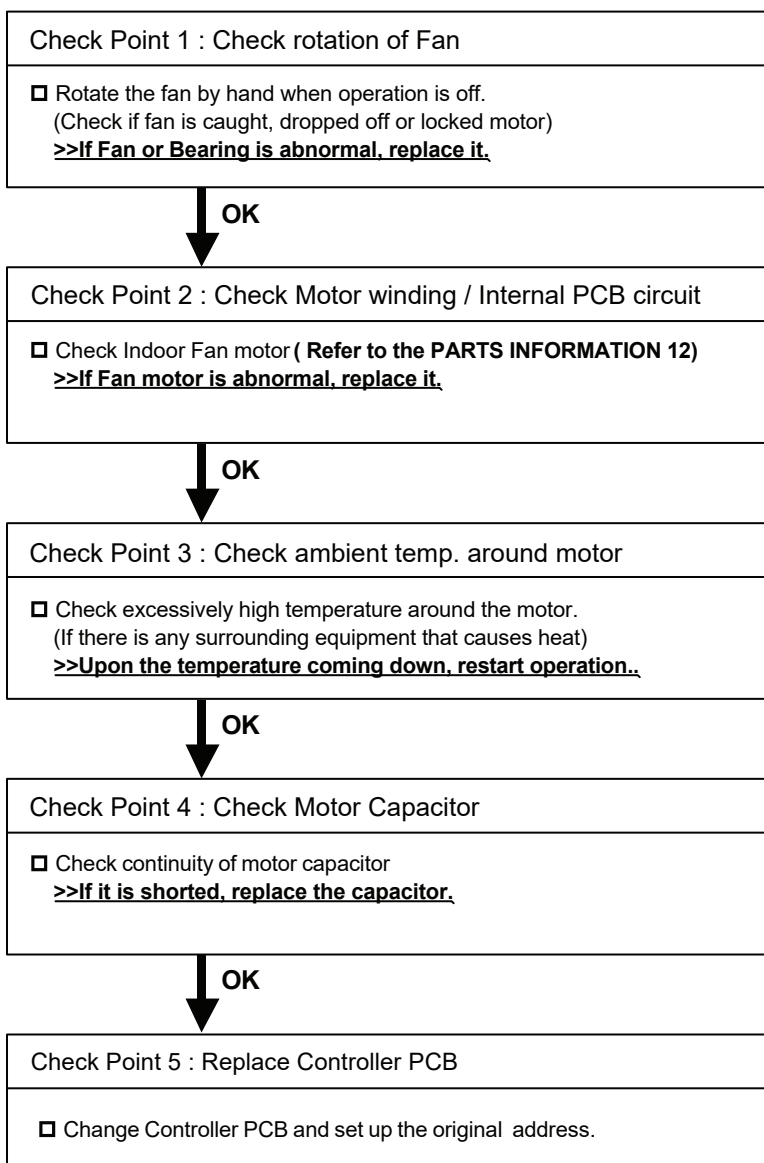 Check Point 1 : Check rotation of Fan
Rotate the fan by hand when operation is off.
(Check if fan is caught, dropped off or locked motor)
>>If Fan or Bearing is abnormal, replace it.
OK
Check Point 2 : Check Motor winding / Internal PCB circuit
Check Indoor Fan motor ( Refer to the PARTS INFORMATION 12)
>>If Fan motor is abnormal, replace it.
OK
Check Point 3 : Check ambient temp. around motor
Check excessively high temperature around the motor.
(If there is any surrounding equipment that causes heat)
>>Upon the temperature coming down, restart operation..
OK
Check Point 4 : Check Motor Capacitor
Check continuity of motor capacitor
>>If it is shorted, replace the capacitor.
OK
Check Point 5 : Replace Controller PCB
Change Controller PCB and set up the original address.